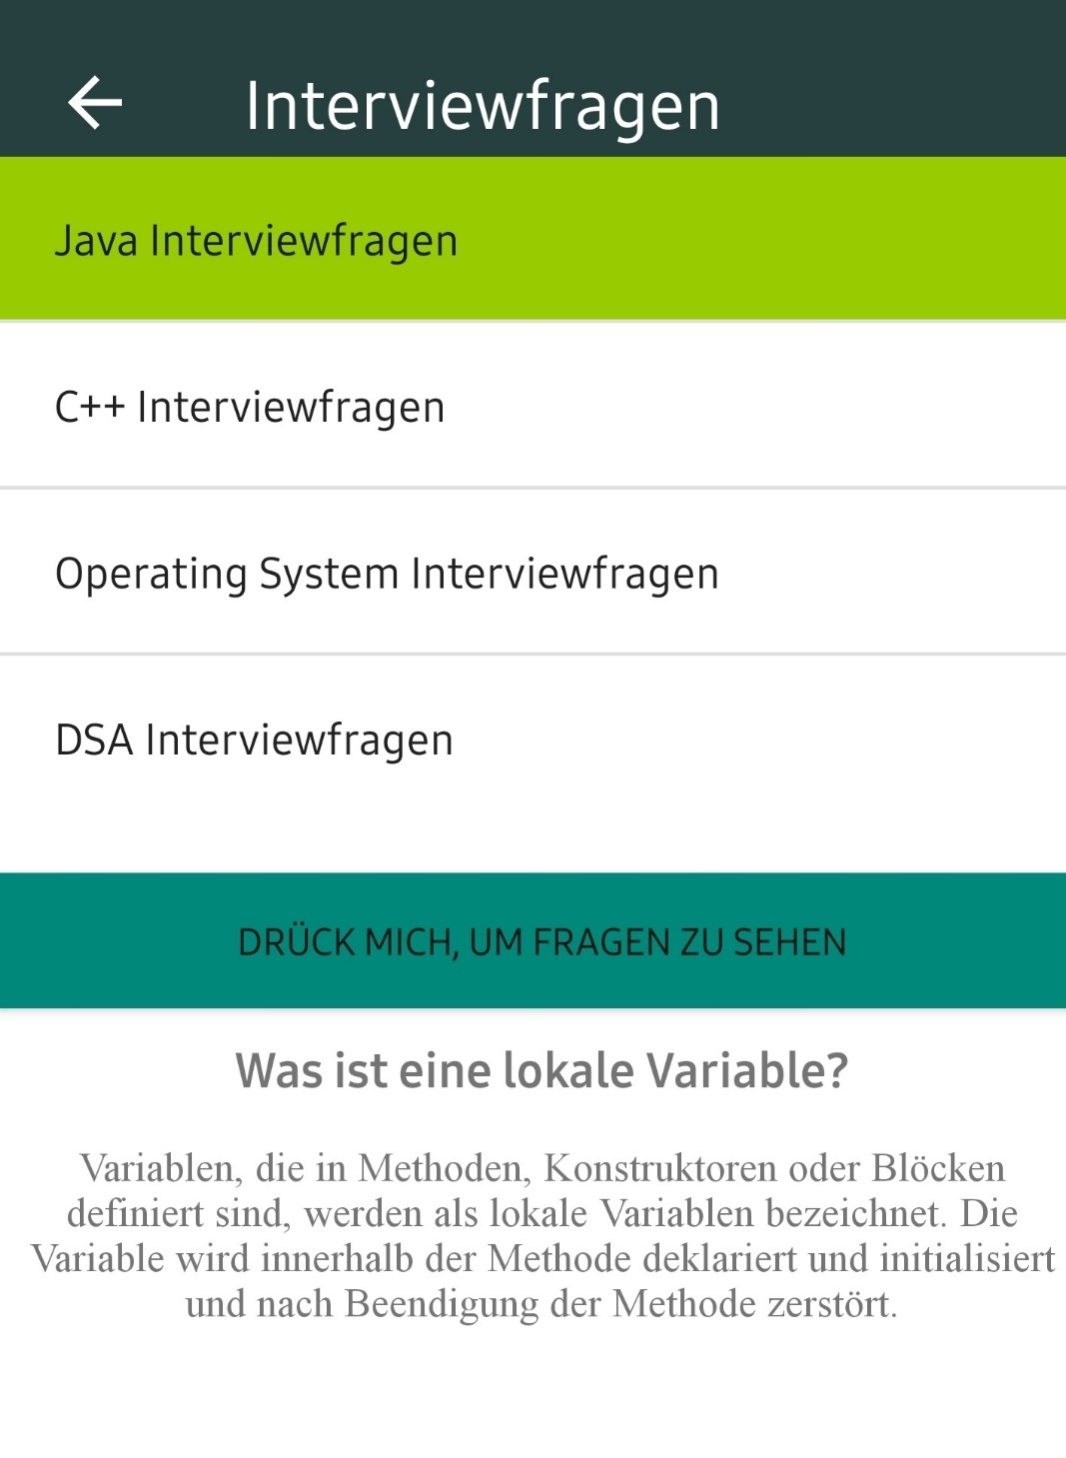 Interviewfragen
Java Interviewfragen
C++ Interviewfragen
Operating System Interviewfragen
DSA Interviewfragen
DRÜCK MICH, UM FRAGEN ZU SEHEN
Was ist eine lokale Variable?
Variablen, die in Methoden, Konstruktoren oder Blöcken
definiert sind, werden als lokale Variablen bezeichnet. Die
Variable wird innerhalb der Methode deklariert und initialisiert
und nach Beendigung der Methode zerstört.